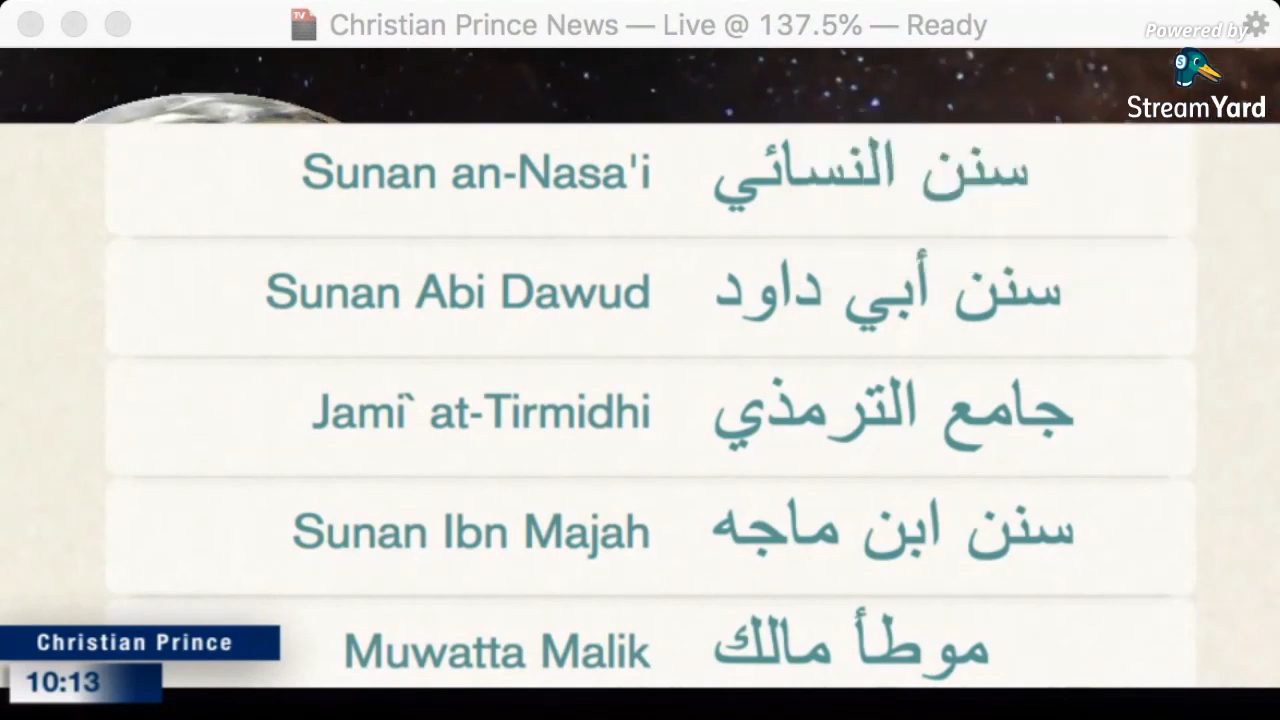 Christian Prince News — Live @ 137.5% — Ready
Powered by
StreamYard
Sunan an-Nasa'i سنن النسائي
Sunan Abi Dawud سنن أبي داود
Jami` at-Tirmidhi جامع الترمذي
Sunan Ibn Majah سنن ابن ماجه
Muwatta Malik موطأ مالك
Christian Prince
10:13